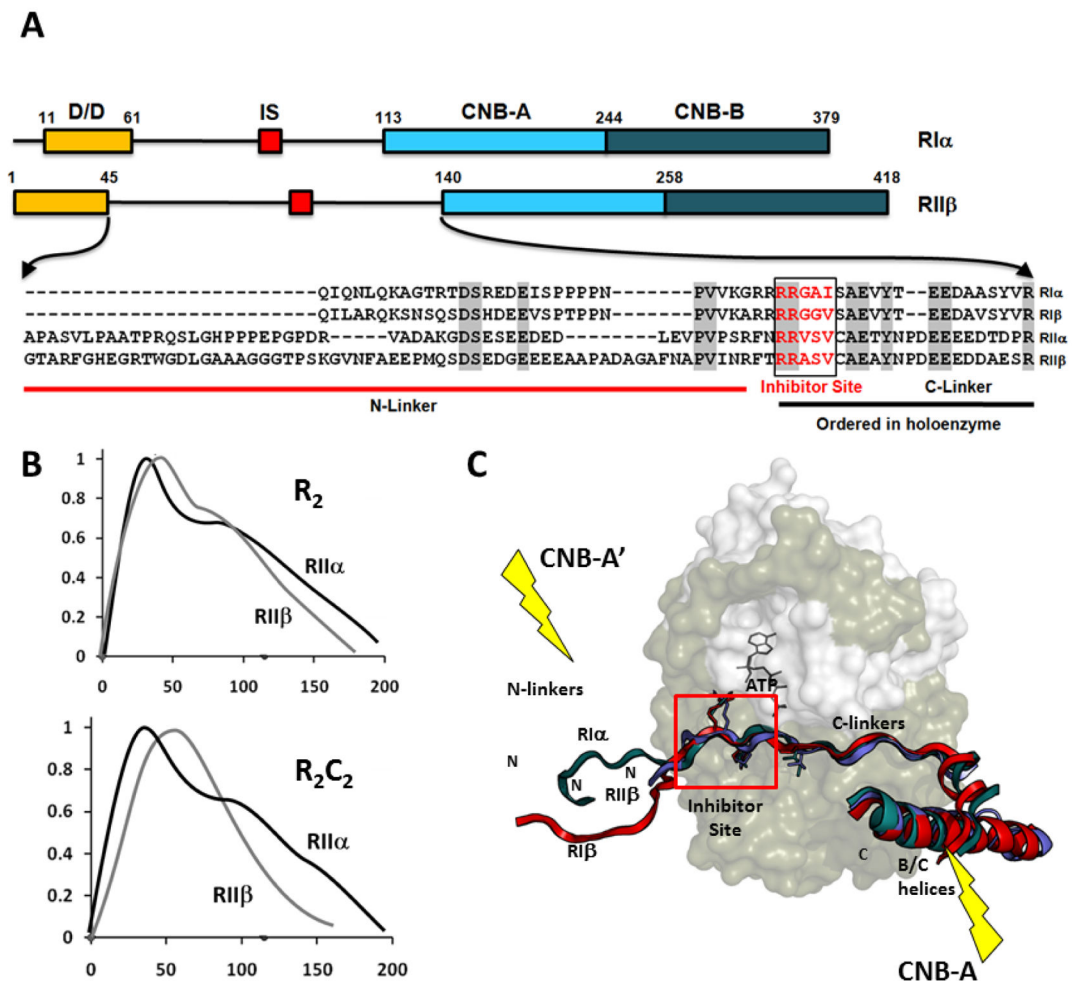 A
D/D IS CNB-A CNB-B
11 61 113 244 379
RIα
1 45 140 258 418
RIIβ
-------------------------QIQNLQKAGTRTDSREDEISPPPPN-------PVVKGRRRRGAISAEVYT--EEDAASYVR RIα
-------------------------QILARQKSNSQSDSHDEEVSPTPPN-------PVVKARRRRGGVSAEVYT--EEDAVSYVR RIβ
APASVLPAATPRQSLGHPPPEPGPDR-----VADAKGDSESEEDED--------LEVPVPSRFNRRVSVCAETYNPDEEEEDTDPR RIIα
GTARFGHEGRTWGDLGAAAGGGTPSKGVNFAEEPMQSDSDGEEEEAAPADAGAFNAPVINRFTRRASVCAEAYNPDEEEEDDAESR RIIβ
N-Linker Inhibitor Site C-Linker
Ordered in holoenzyme
B
R2
1
0.8
0.6
0.4
0.2
0
RIIα
RIIβ
0 50 100 150 200
R2C2
1
0.8
0.6
0.4
0.2
0
RIIα
RIIβ
0 50 100 150 200
C
CNB-A'
N-linkers
ATP
C-linkers
RIα
N
N
N
RIIβ
RIβ
Inhibitor
Site
C
B/C
helices
CNB-A